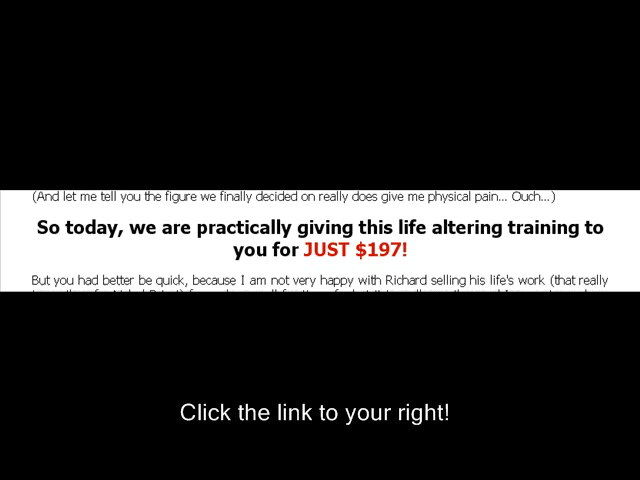 (And let me tell you the figure we finally decided on really does give me physical pain... Ouch...)
So today, we are practically giving this life altering training to
you for JUST $197!
But you had better be quick, because I am not very happy with Richard selling his life's work (that really
Click the link to your right!